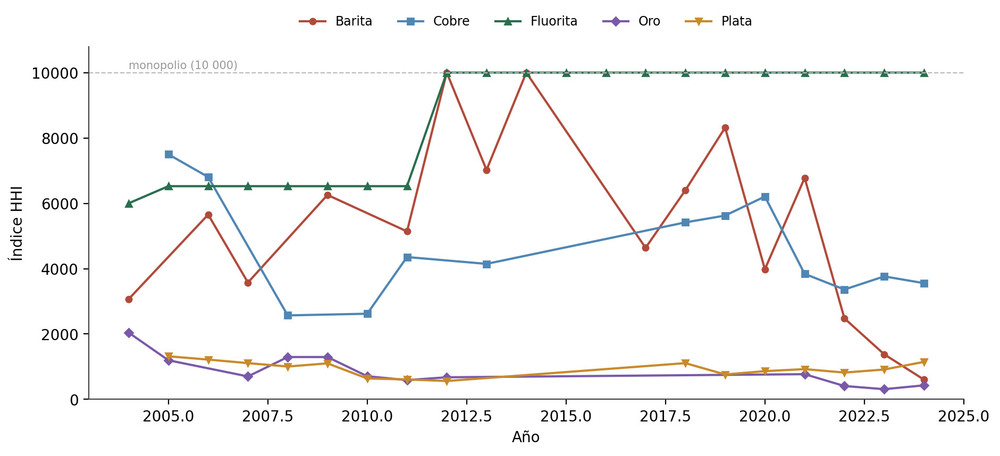 Barita Cobre Fluorita Oro Plata
monopolio (10 000)
10000
8000
6000
4000
2000
0
Índice HHI
2005.0 2007.5 2010.0 2012.5 2015.0 2017.5 2020.0 2022.5 2025.0
Año